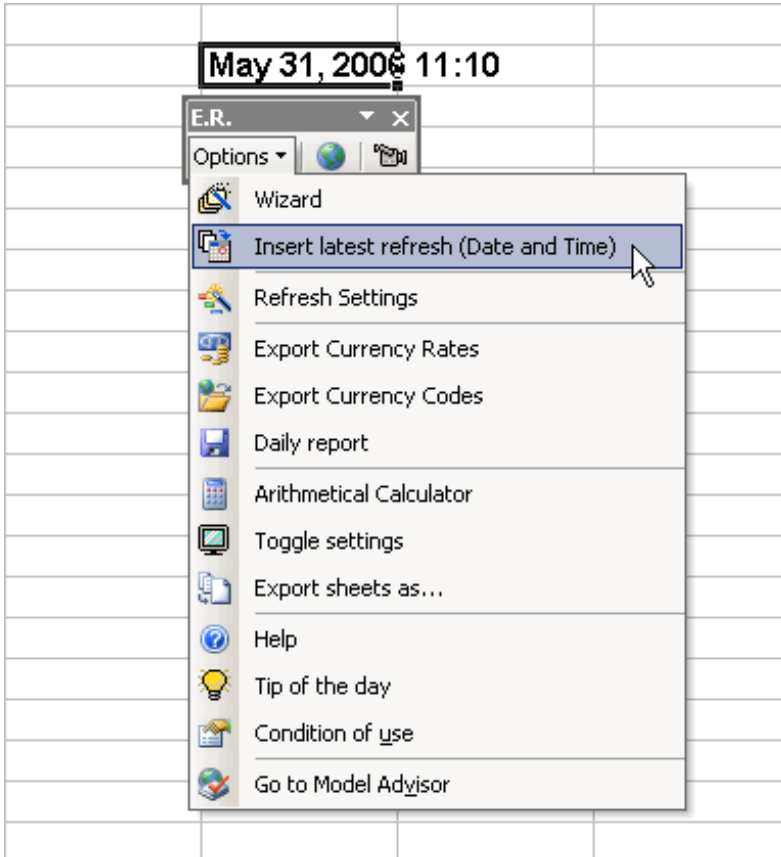 May 31, 2006 11:10
E.R.
Options
Wizard
Insert latest refresh (Date and Time)
Refresh Settings
Export Currency Rates
Export Currency Codes
Daily report
Arithmetical Calculator
Toggle settings
Export sheets as...
Help
Tip of the day
Condition of use
Go to Model Advisor